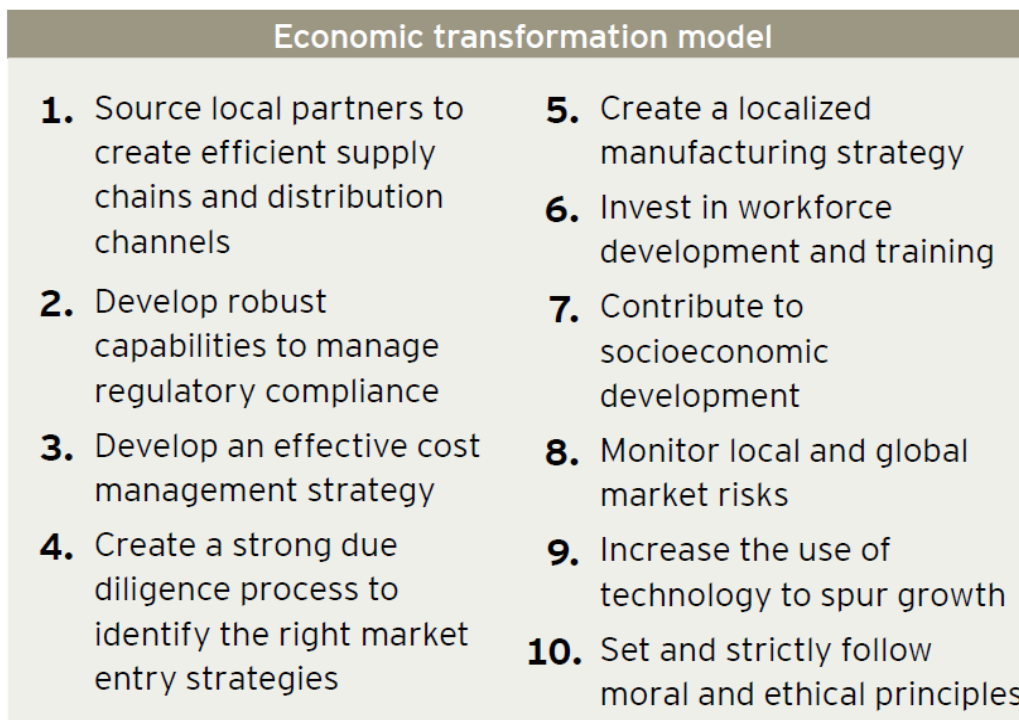 Economic transformation model
1. Source local partners to
create efficient supply
chains and distribution
channels
2. Develop robust
capabilities to manage
regulatory compliance
3. Develop an effective cost
management strategy
4. Create a strong due
diligence process to
identify the right market
entry strategies
5. Create a localized
manufacturing strategy
6. Invest in workforce
development and training
7. Contribute to
socioeconomic
development
8. Monitor local and global
market risks
9. Increase the use of
technology to spur growth
10. Set and strictly follow
moral and ethical principles